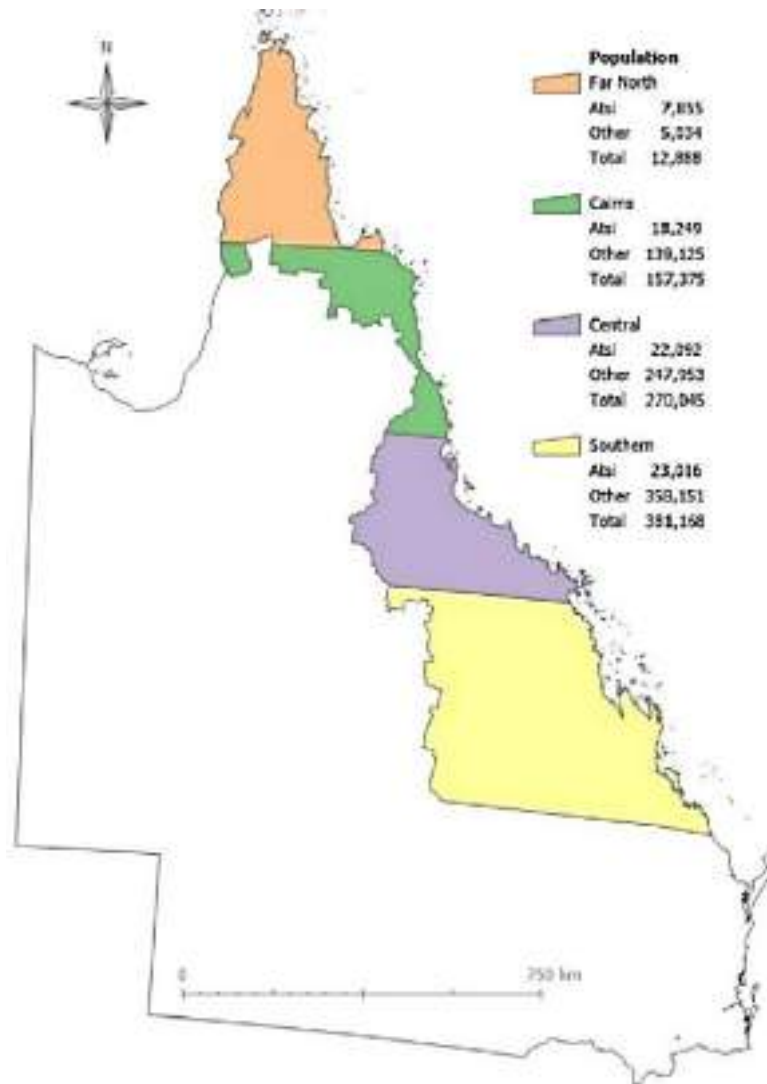 N
Population
Far North
Atsi 7,855
Other 5,034
Total 12,888
Cairns
Atsi 18,249
Other 139,125
Total 157,375
Central
Atsi 22,092
Other 247,953
Total 270,045
Southern
Atsi 23,016
Other 358,151
Total 381,168
0 250 km